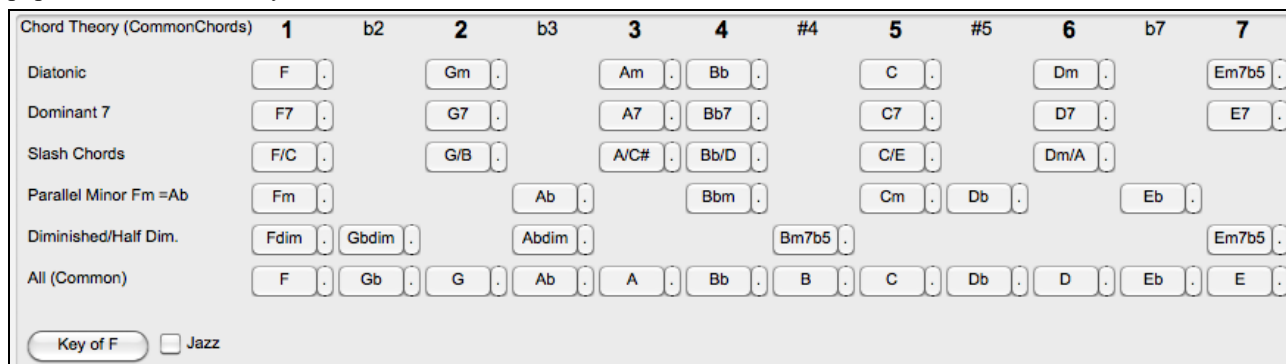 Chord Theory (CommonChords) 1 b2 2 b3 3 4 #4 5 #5 6 b7 7
Diatonic F . Gm . Am . Bb . C . Dm . Em7b5 .
Dominant 7 F7 . G7 . A7 . Bb7 . C7 . D7 . E7 .
Slash Chords F/C . G/B . A/C# . Bb/D . C/E . Dm/A .
Parallel Minor Fm =Ab Fm . Ab . Bbm . Cm . Db . Eb .
Diminished/Half Dim. Fdim . Gbdim . Abdim . Bm7b5 . Em7b5 .
All (Common) F . Gb . G . Ab . A . Bb . B . C . Db . D . Eb . E .
Key of F Jazz